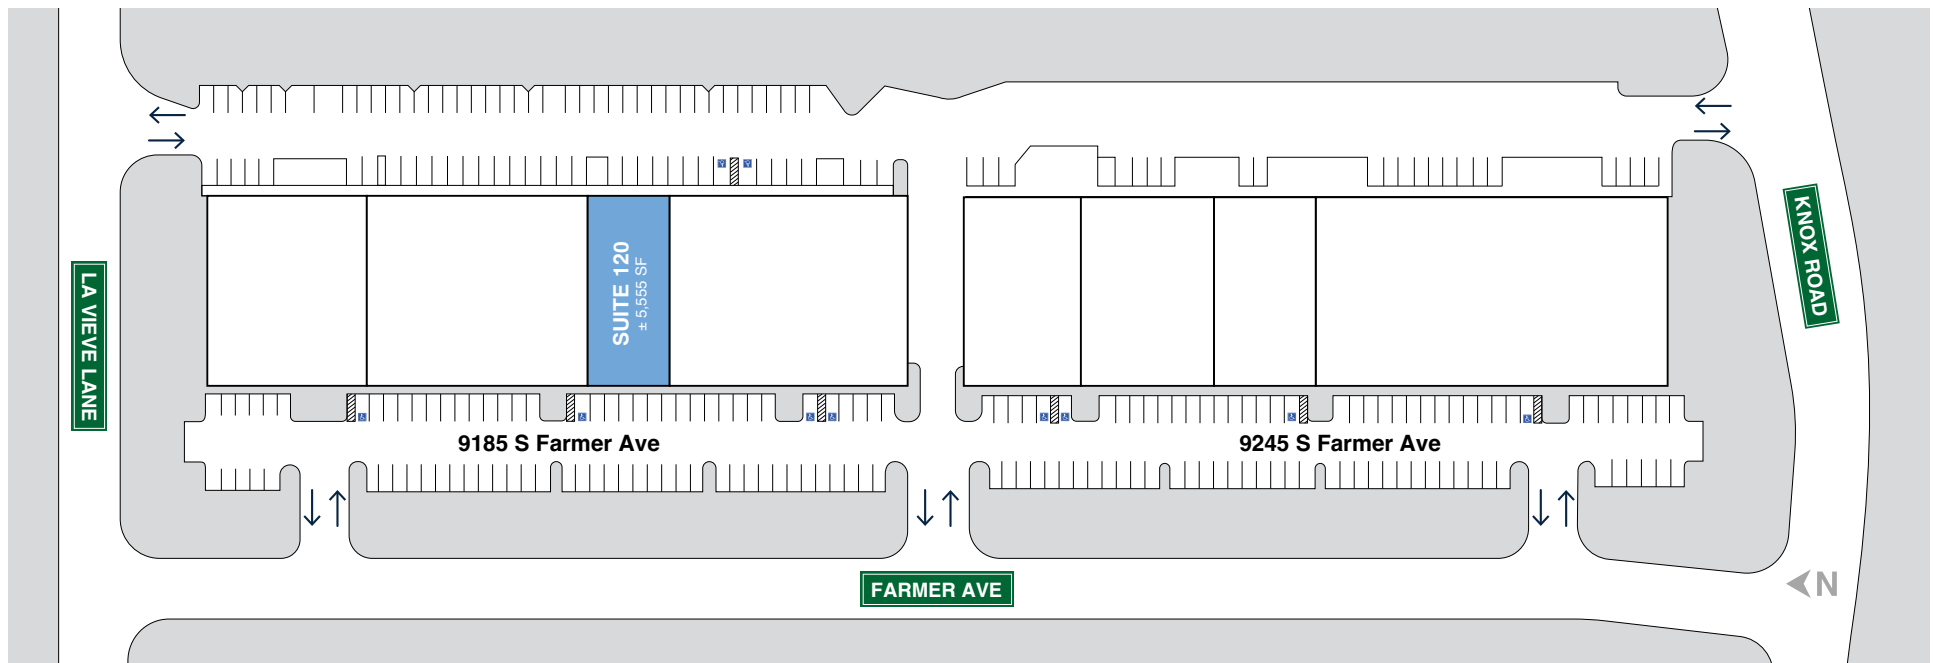 LA VIEVE LANE
SUITE 120
± 5,555 SF
KNOX ROAD
9185 S Farmer Ave
9245 S Farmer Ave
FARMER AVE
N